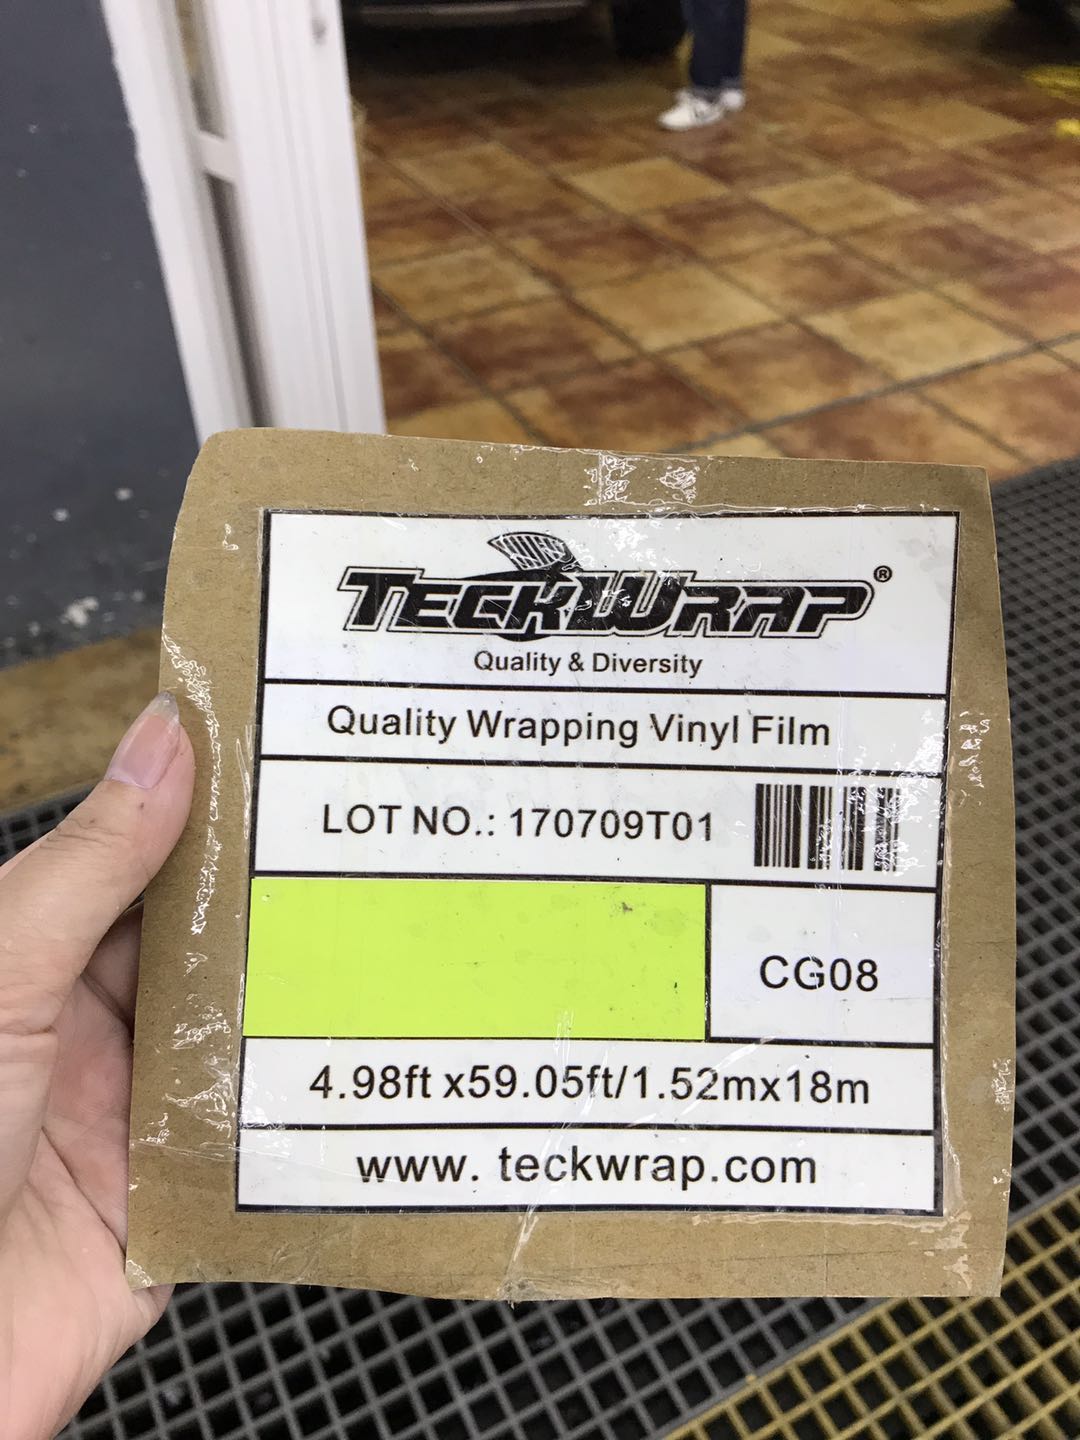 TECKWRAP®
Quality & Diversity
Quality Wrapping Vinyl Film
LOT NO.: 170709T01
CG08
4.98ft x59.05ft/1.52mx18m
www. teckwrap.com